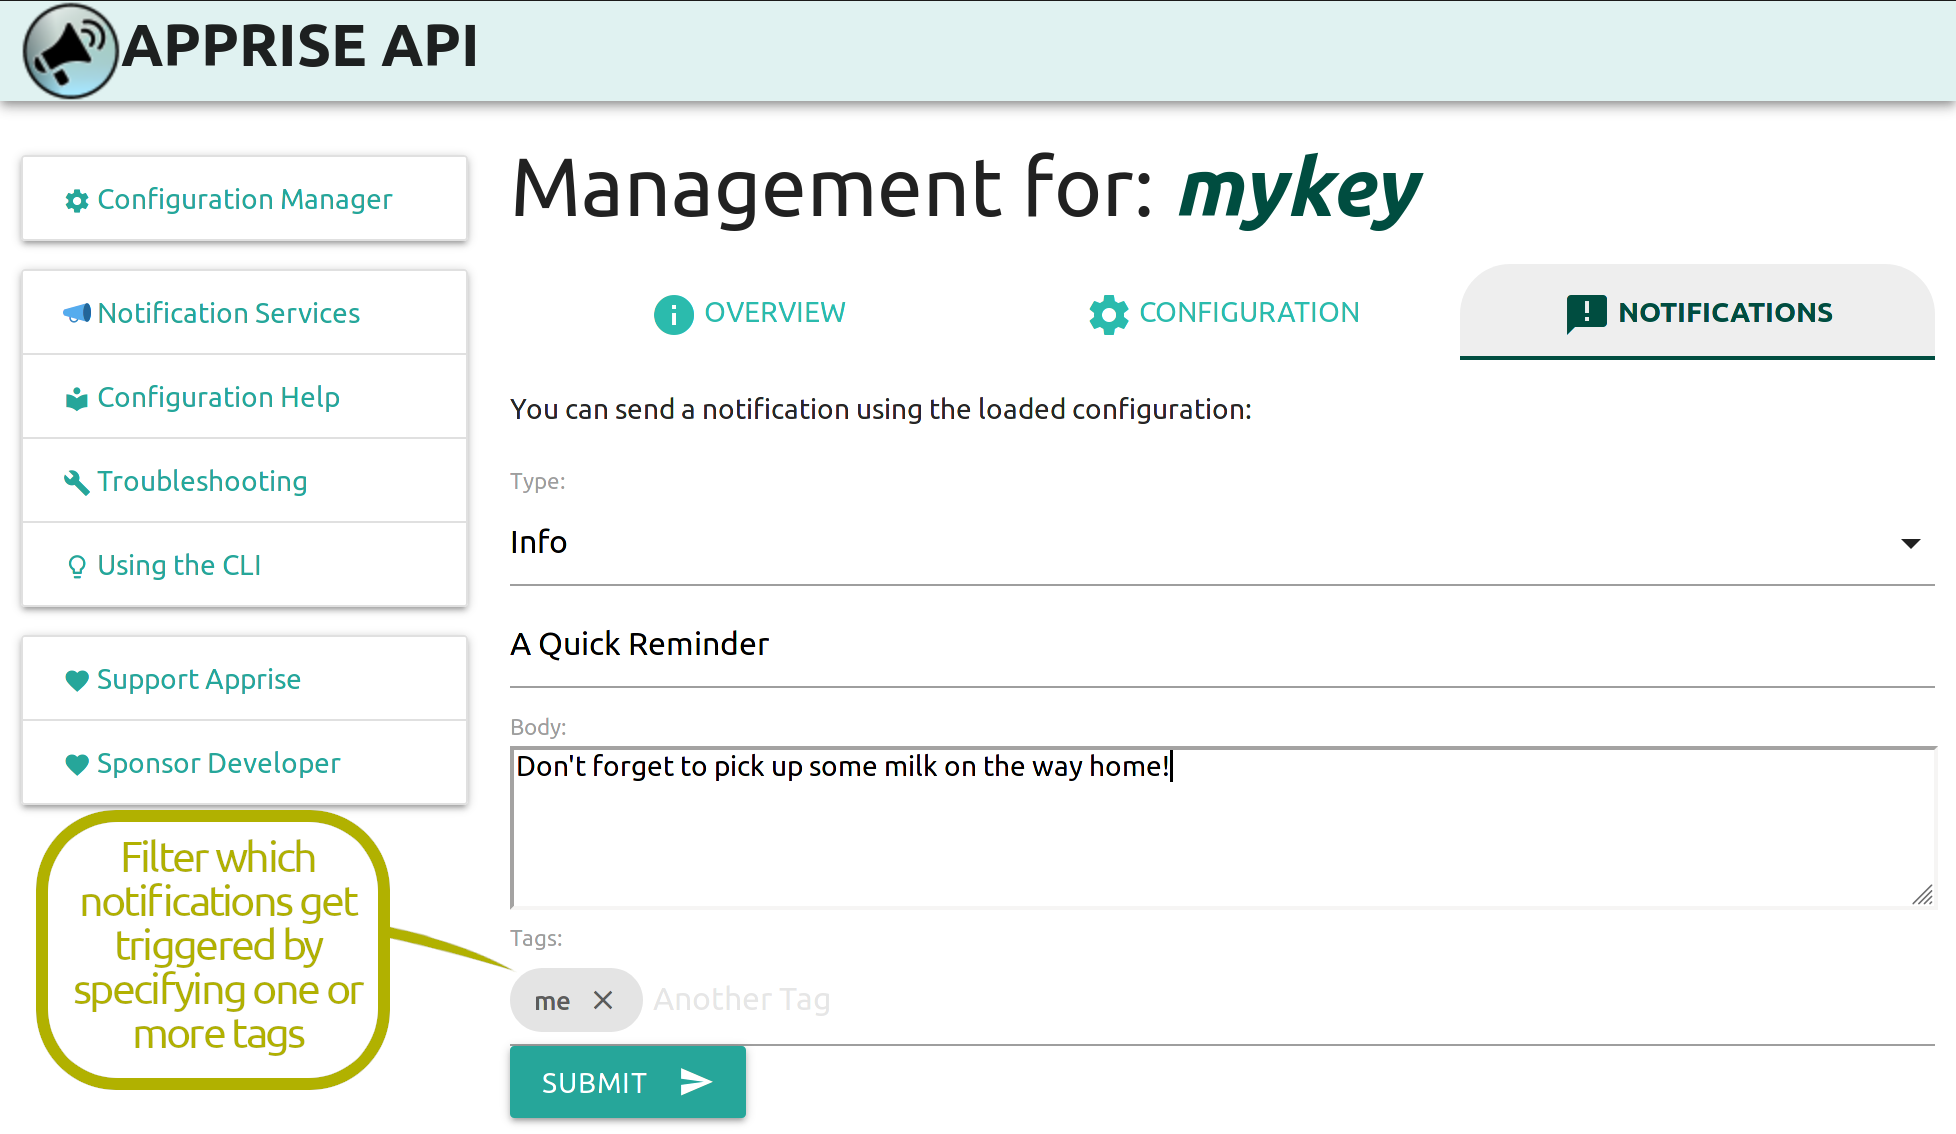 APPRISE API
Configuration Manager
Notification Services
Configuration Help
Troubleshooting
Using the CLI
Support Apprise
Sponsor Developer
Filter which
notifications get
triggered by
specifying one or
more tags
Management for: mykey
OVERVIEW
CONFIGURATION
NOTIFICATIONS
You can send a notification using the loaded configuration:
Type:
Info
A Quick Reminder
Body:
Don't forget to pick up some milk on the way home!
Tags:
me
Another Tag
SUBMIT